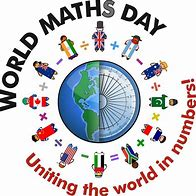 WORLD MATHS DAY
Uniting the world in numbers!